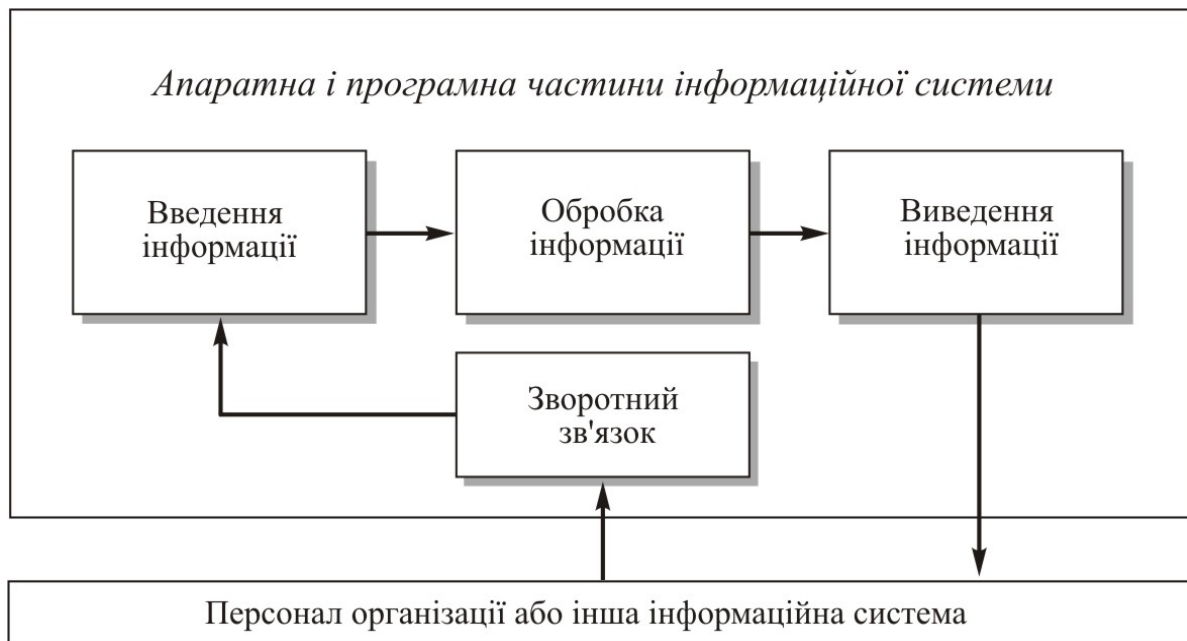 Апаратна і програмна частини інформаційної системи
Введення
інформації
Обробка
інформації
Виведення
інформації
Зворотний
зв'язок
Персонал організації або інша інформаційна система